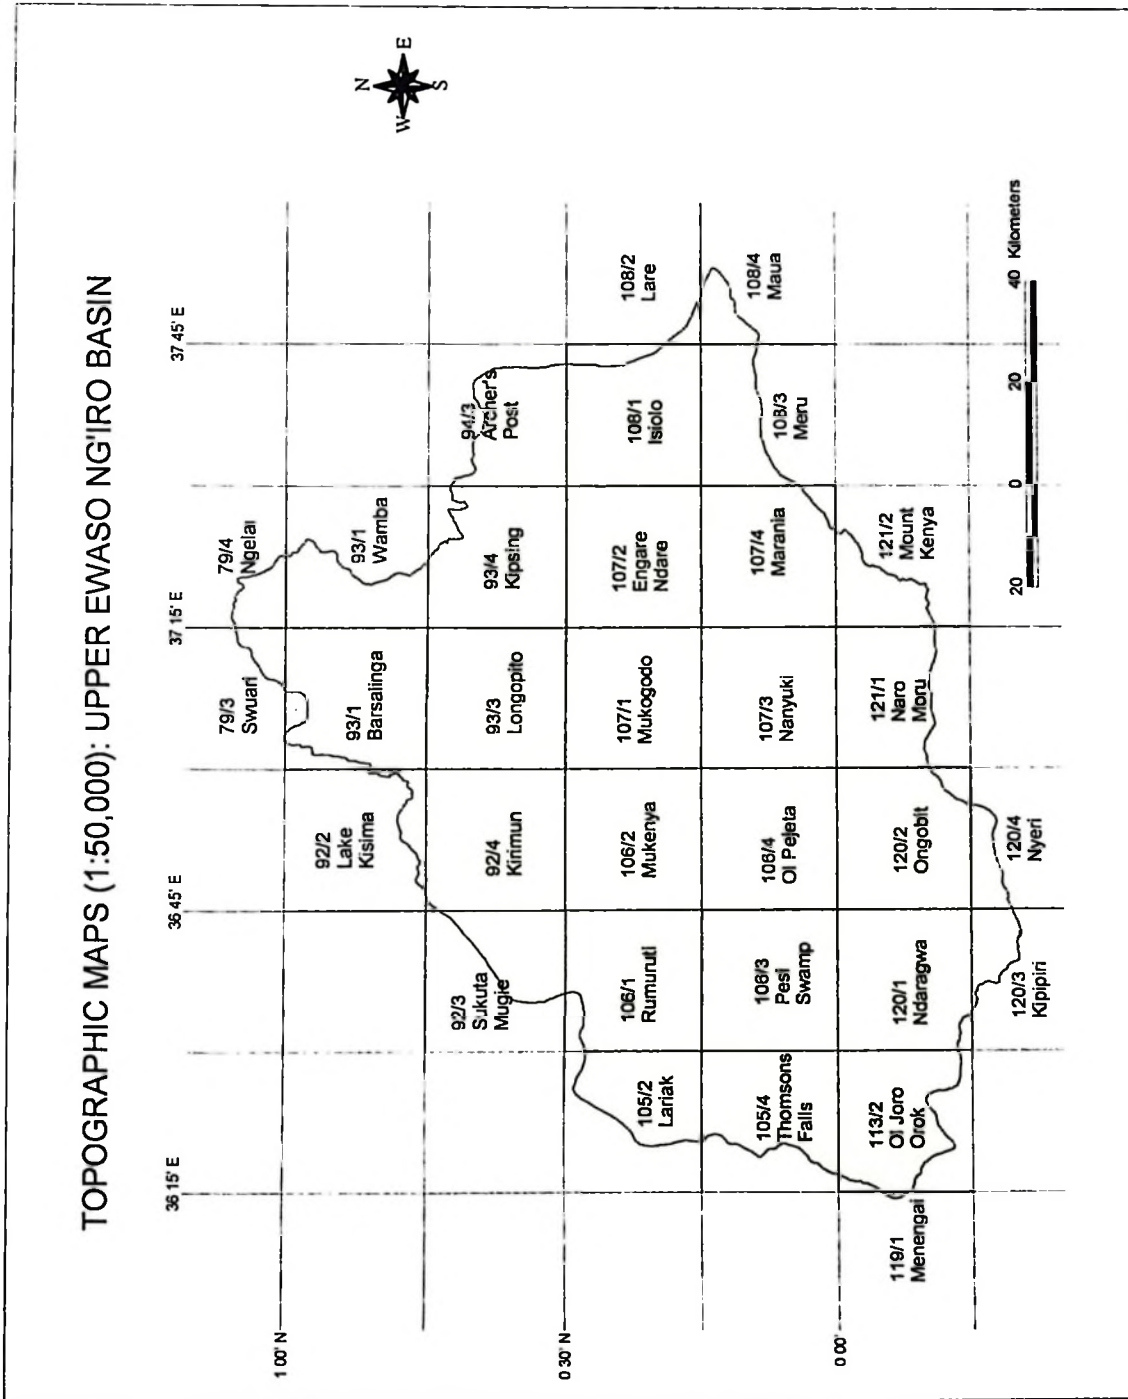 TOPOGRAPHIC MAPS (1:50,000): UPPER EWASO NG'IRO BASIN
N
W
E
S
36 15' E
36 45' E
37 15' E
37 45' E
79/3
Swuari
79/4
Ngelai
1 00' N
92/2
Lake
Kisima
93/1
Barsalinga
93/1
Wamba
92/3
Sukuta
Mugie
92/4
Kirimun
93/3
Longopito
93/4
Kipsing
94/3
Archer's
Post
0 30' N
105/2
Lariak
106/1
Rumuruti
106/2
Mukenya
107/1
Mukogodo
107/2
Engare
Ndare
108/1
Isiolo
108/2
Lare
105/4
Thomsons
Falls
106/3
Pesi
Swamp
106/4
Ol Pejeta
107/3
Nanyuki
107/4
Marania
108/3
Meru
108/4
Maua
0 00'
119/1
Menengai
113/2
Ol Joro
Orok
120/1
Ndaragwa
120/2
Ongobit
121/1
Naro
Moru
121/2
Mount
Kenya
120/3
Kipipiri
120/4
Nyeri
20
0
20
40 Kilometers